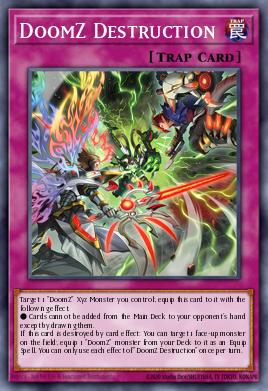 DoomZ Destruction
TRAP
罠
[Trap Card]
Target 1 "DoomZ" Xyz Monster you control; equip this card to it with the
following effect.
●Cards cannot be added from the Main Deck to your opponent's hand
except by drawing them.
If this card is destroyed by card effect: You can target 1 face-up monster
on the field; equip 1 "DoomZ" monster from your Deck to it as an Equip
Spell. You can only use each effect of "DoomZ Destruction" once per turn.